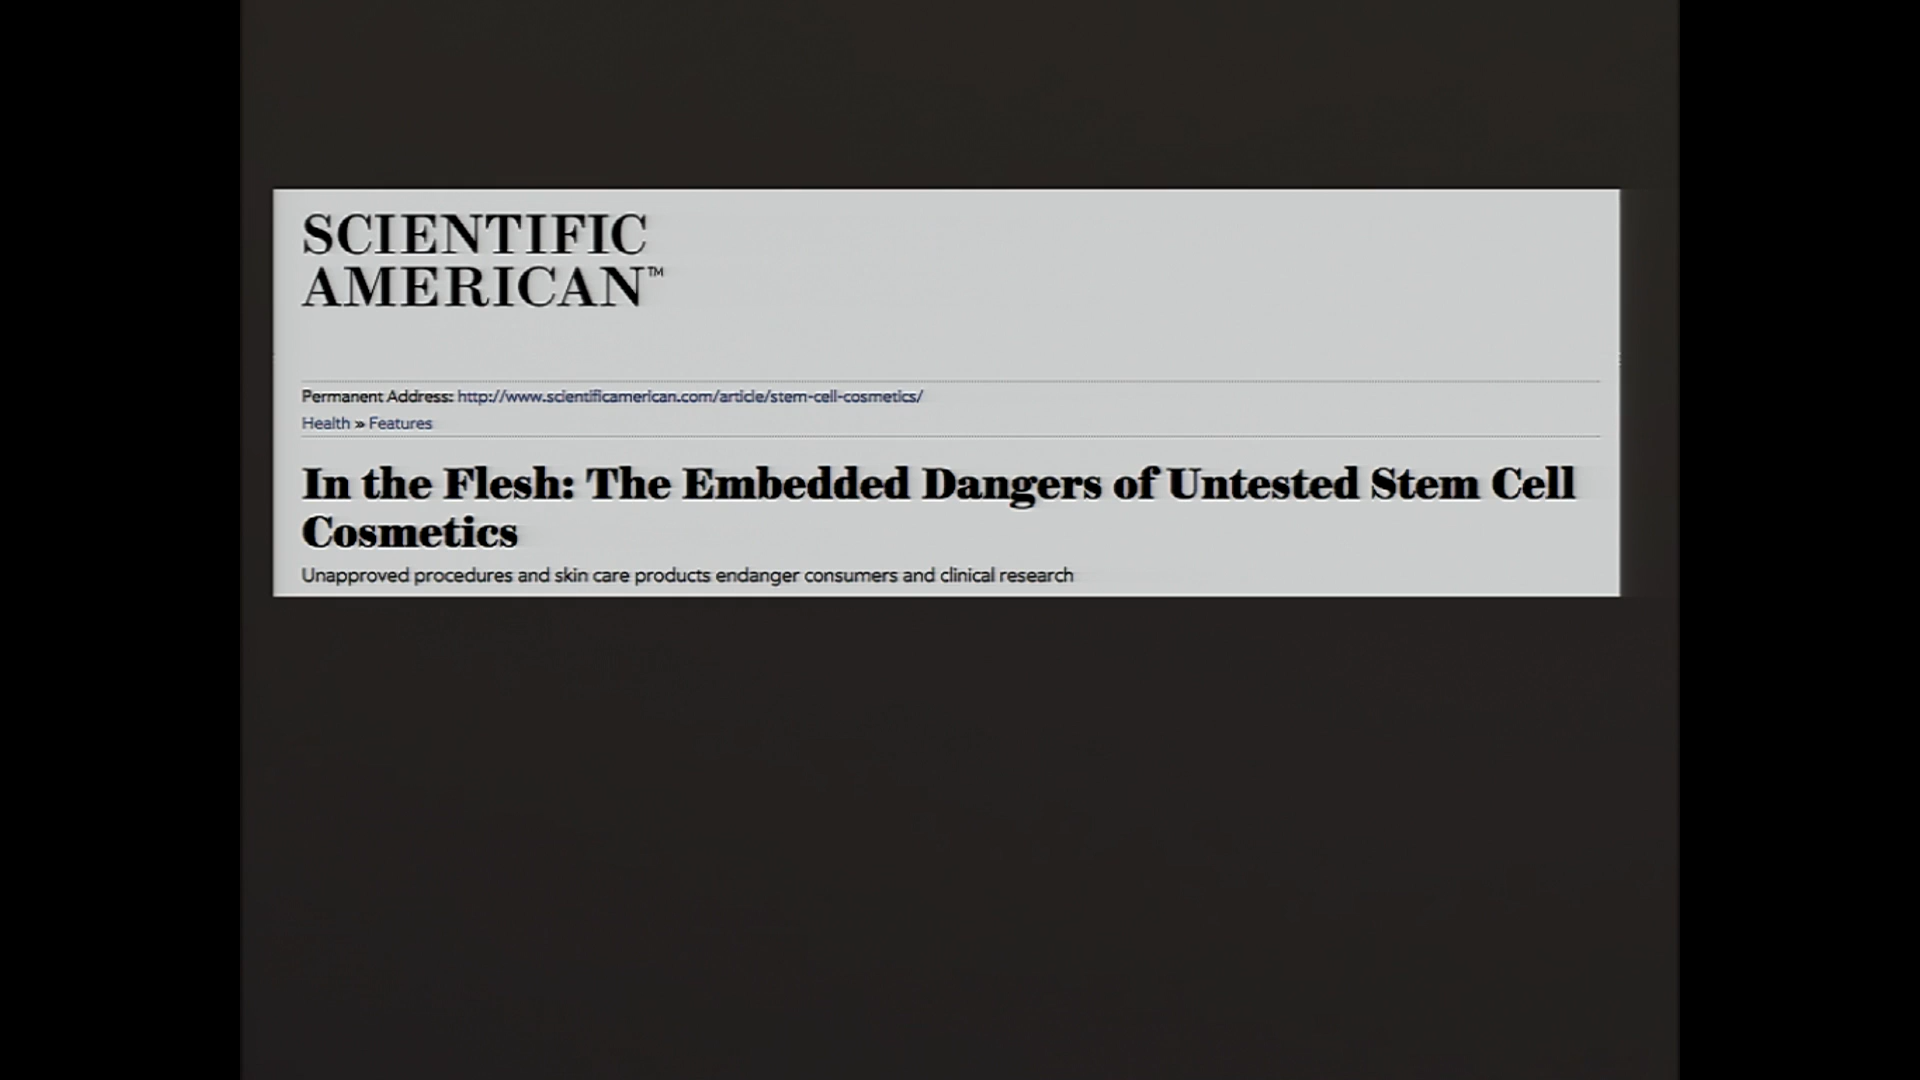 SCIENTIFIC
AMERICAN™
Permanent Address: http://www.scientificamerican.com/article/stem-cell-cosmetics/
Health » Features
In the Flesh: The Embedded Dangers of Untested Stem Cell
Cosmetics
Unapproved procedures and skin care products endanger consumers and clinical research